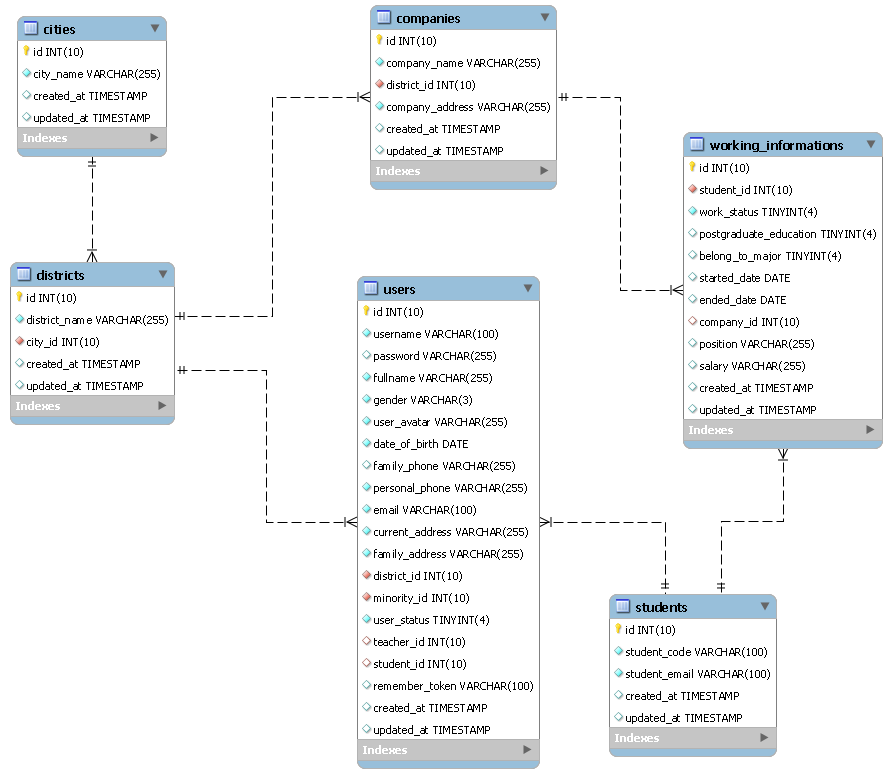 cities
id INT(10)
city_name VARCHAR(255)
created_at TIMESTAMP
updated_at TIMESTAMP
Indexes
companies
id INT(10)
company_name VARCHAR(255)
district_id INT(10)
company_address VARCHAR(255)
created_at TIMESTAMP
updated_at TIMESTAMP
Indexes
working_informations
id INT(10)
student_id INT(10)
work_status TINYINT(4)
postgraduate_education TINYINT(4)
belong_to_major TINYINT(4)
started_date DATE
ended_date DATE
company_id INT(10)
position VARCHAR(255)
salary VARCHAR(255)
created_at TIMESTAMP
updated_at TIMESTAMP
Indexes
districts
id INT(10)
district_name VARCHAR(255)
city_id INT(10)
created_at TIMESTAMP
updated_at TIMESTAMP
Indexes
users
id INT(10)
username VARCHAR(100)
password VARCHAR(255)
fullname VARCHAR(255)
gender VARCHAR(3)
user_avatar VARCHAR(255)
date_of_birth DATE
family_phone VARCHAR(255)
personal_phone VARCHAR(255)
email VARCHAR(100)
current_address VARCHAR(255)
family_address VARCHAR(255)
district_id INT(10)
minority_id INT(10)
user_status TINYINT(4)
teacher_id INT(10)
student_id INT(10)
remember_token VARCHAR(100)
created_at TIMESTAMP
updated_at TIMESTAMP
Indexes
students
id INT(10)
student_code VARCHAR(100)
student_email VARCHAR(100)
created_at TIMESTAMP
updated_at TIMESTAMP
Indexes